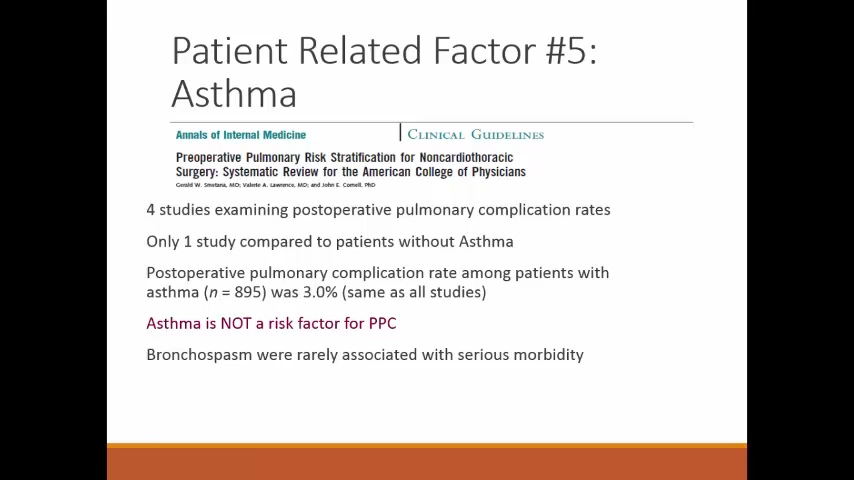 Patient Related Factor #5:
Asthma
Annals of Internal Medicine
CLINICAL GUIDELINES
Preoperative Pulmonary Risk Stratification for Noncardiothoracic
Surgery: Systematic Review for the American College of Physicians
Gerald W. Smetana, MD; Valerie A. Lawrence, MD; and John E. Cornell, PhD
4 studies examining postoperative pulmonary complication rates
Only 1 study compared to patients without Asthma
Postoperative pulmonary complication rate among patients with
asthma (n = 895) was 3.0% (same as all studies)
Asthma is NOT a risk factor for PPC
Bronchospasm were rarely associated with serious morbidity